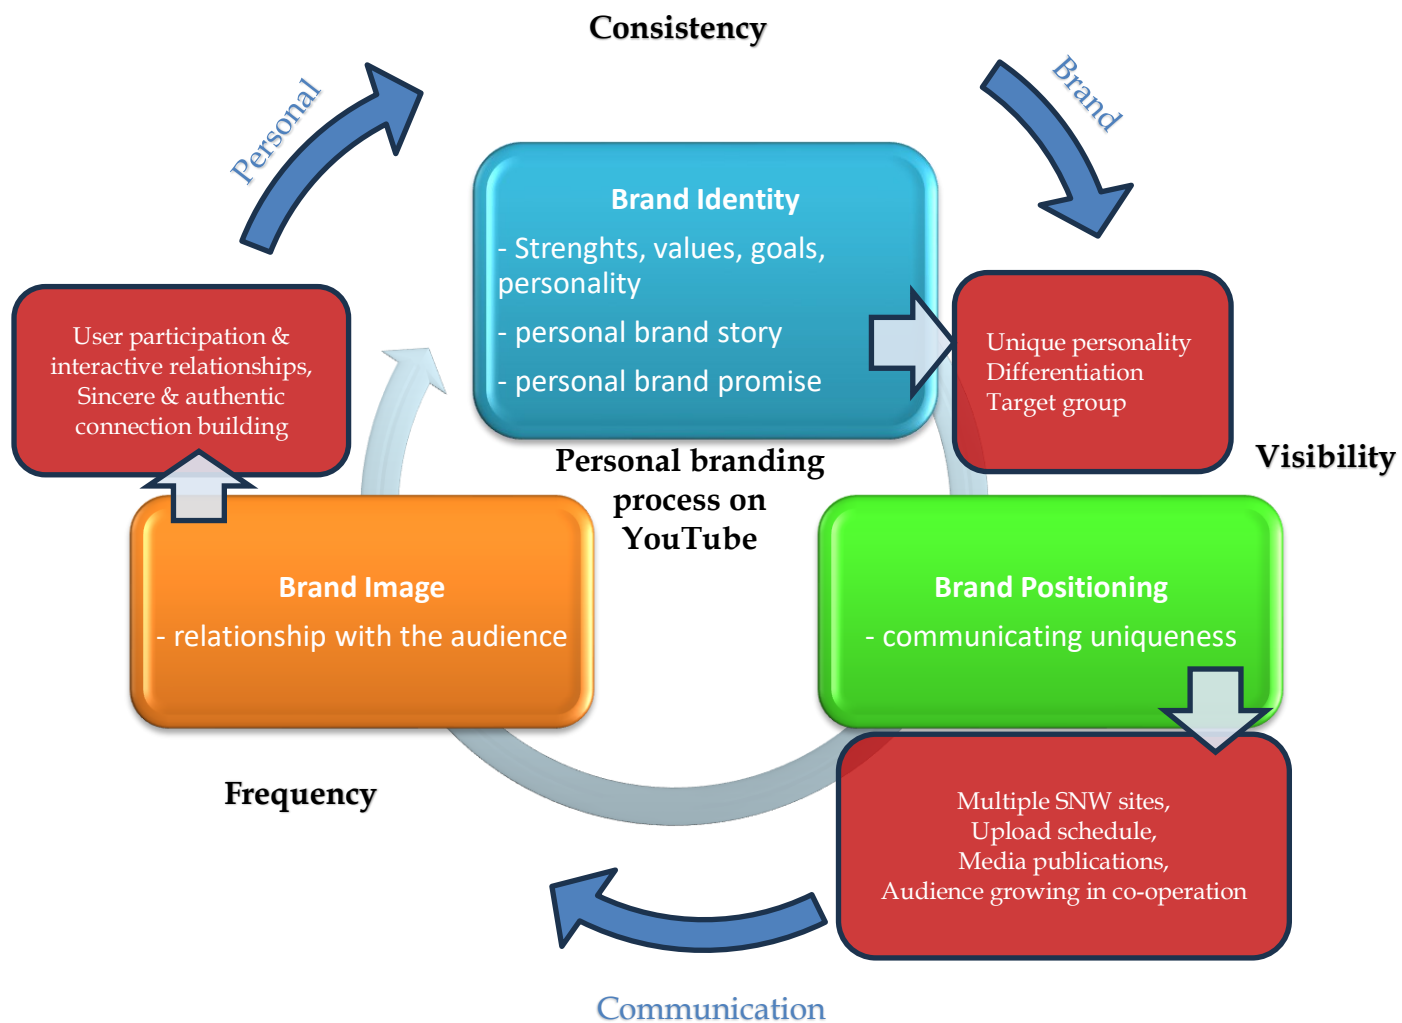 Consistency
Personal
Brand
Brand Identity
- Strenghts, values, goals,
personality
- personal brand story
- personal brand promise
User participation &
interactive relationships,
Sincere & authentic
connection building
Unique personality
Differentiation
Target group
Visibility
Personal branding
process on
YouTube
Brand Image
- relationship with the audience
Brand Positioning
- communicating uniqueness
Frequency
Multiple SNW sites,
Upload schedule,
Media publications,
Audience growing in co-operation
Communication